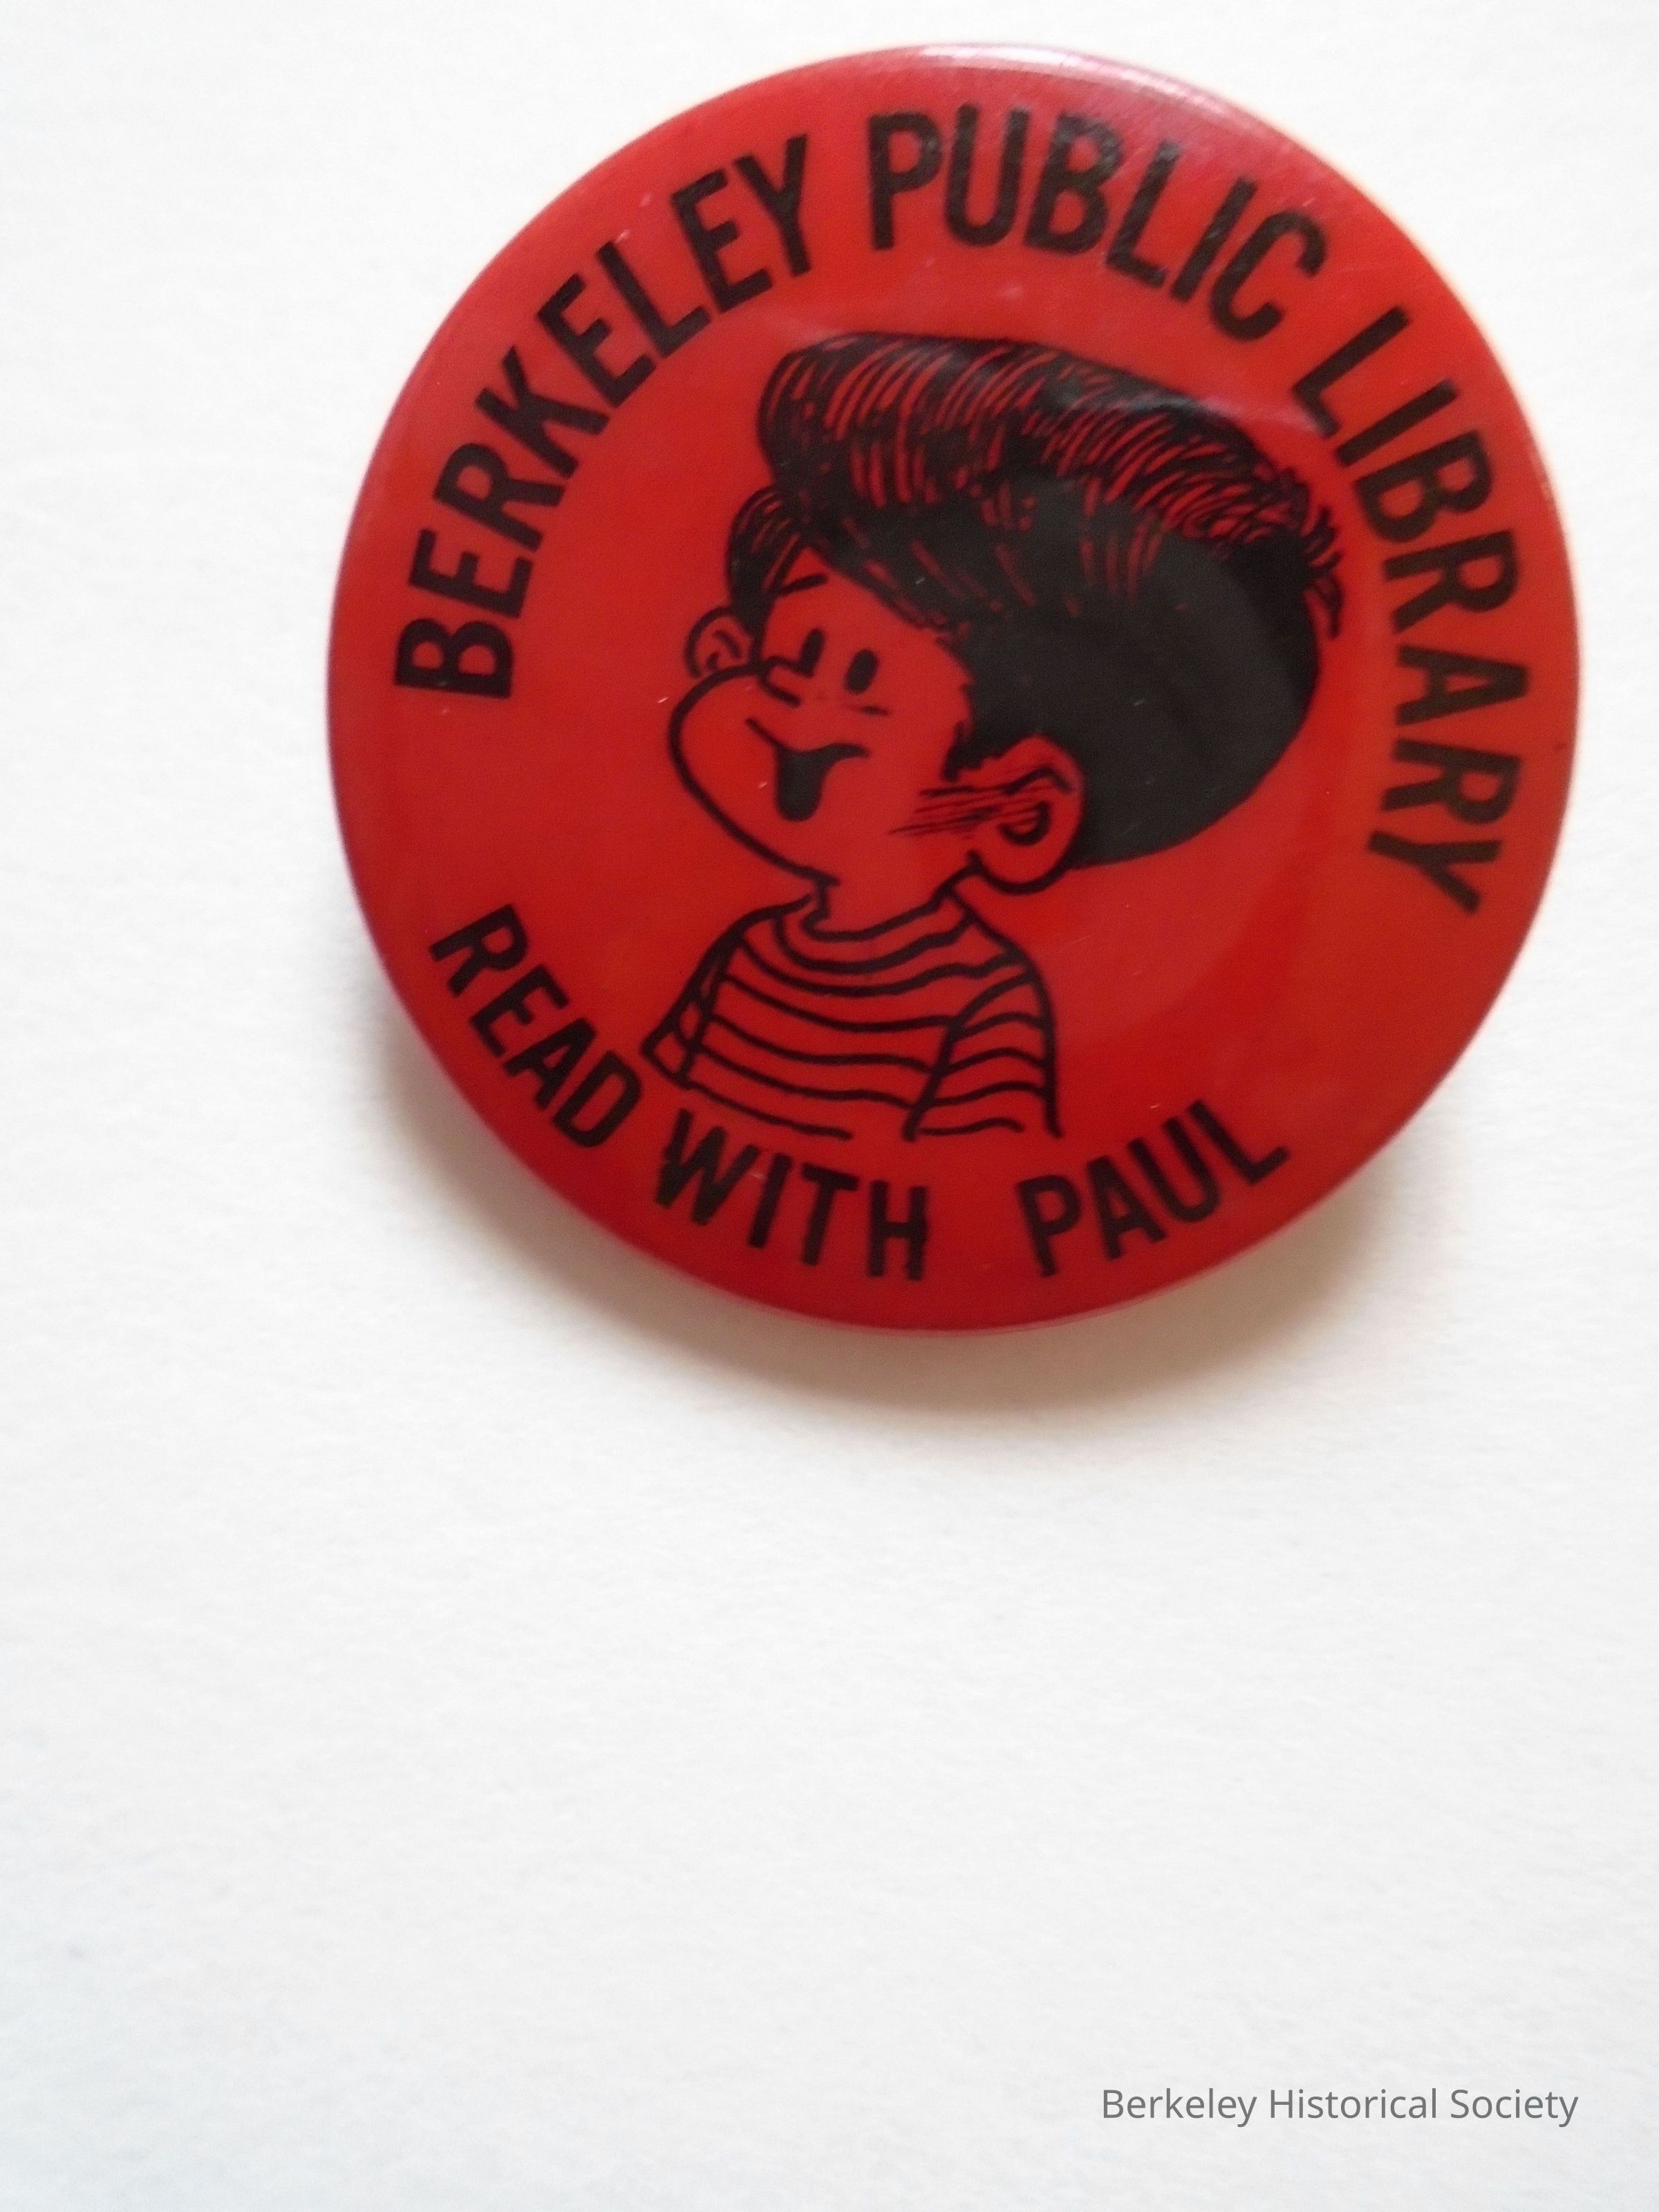 BERKELEY PUBLIC LIBRARY
READ WITH PAUL
Berkeley Historical Society